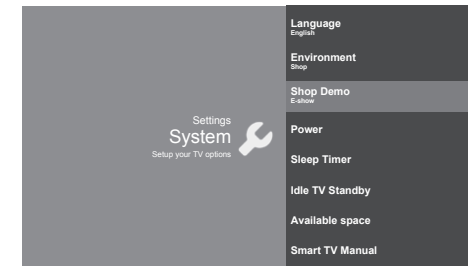 Settings
System
Setup your TV options
Language
English
Environment
Shop
Shop Demo
E-show
Power
Sleep Timer
Idle TV Standby
Available space
Smart TV Manual